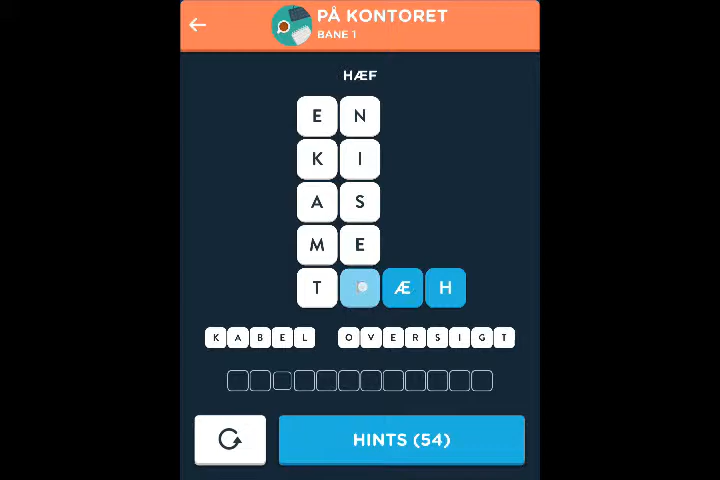 PÅ KONTORET
BANE 1
HÆF
E N
K I
A S
M E
T Æ H
KABEL OVERSIGT
HINTS (54)